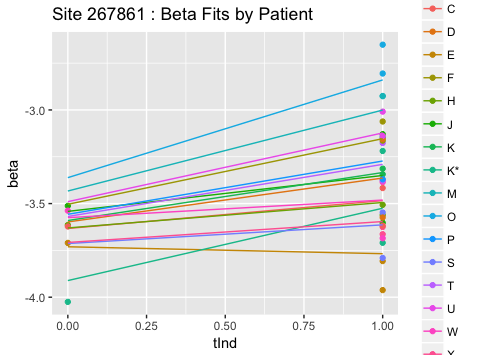 Site 267861 : Beta Fits by Patient
beta
-3.0
-3.5
-4.0
0.00 0.25 0.50 0.75 1.00
tInd
C
D
E
F
H
J
K
K*
M
O
P
S
T
U
W